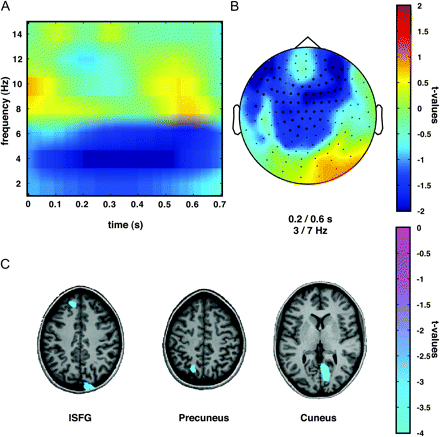 A
B
14
12
10
8
6
4
2
frequency (Hz)
0 0.1 0.2 0.3 0.4 0.5 0.6 0.7
time (s)
0.2 / 0.6 s
3 / 7 Hz
2
1.5
1
0.5
0
-0.5
-1
-1.5
-2
t-values
C
lSFG
Precuneus
Cuneus
0
-0.5
-1
-1.5
-2
-2.5
-3
-3.5
-4
t-values